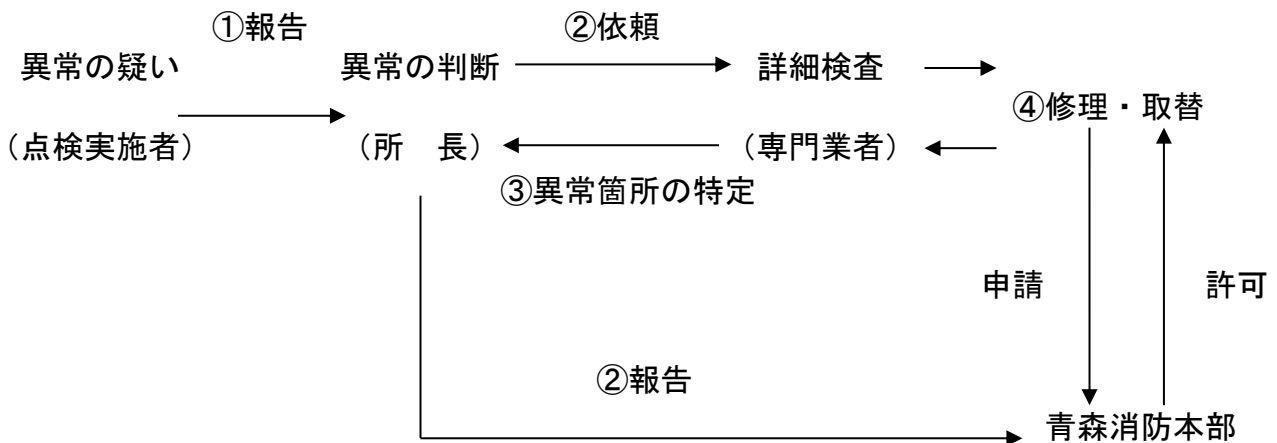 ①報告
②依頼
異常の疑い
異常の判断
詳細検査
④修理・取替
(点検実施者)
(所　長)
(専門業者)
③異常箇所の特定
申請
許可
②報告
青森消防本部